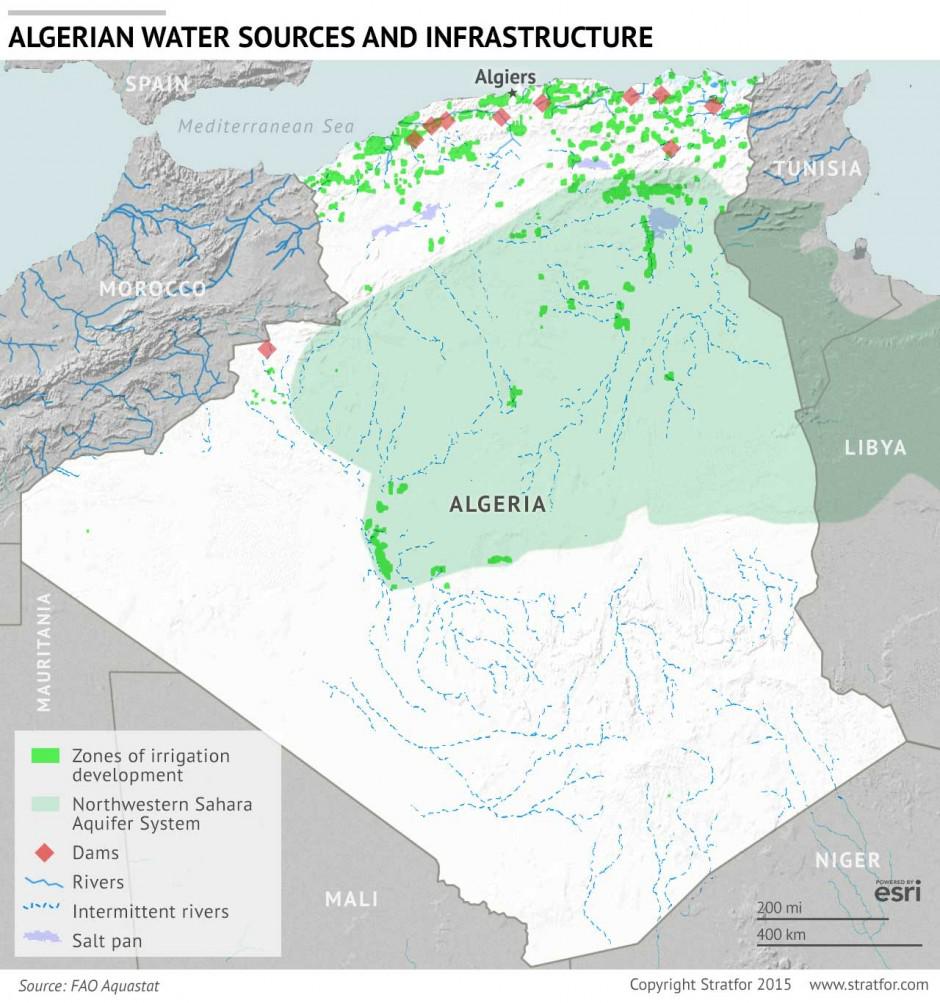 ALGERIAN WATER SOURCES AND INFRASTRUCTURE
SPAIN
Algiers
Mediterranean Sea
TUNISIA
MOROCCO
LIBYA
ALGERIA
MAURITANIA
Zones of irrigation
development
Northwestern Sahara
Aquifer System
Dams
Rivers
Intermittent rivers
Salt pan
MALI
NIGER
POWERED BY
esri
200 mi
400 km
Source: FAO Aquastat
Copyright Stratfor 2015 www.stratfor.com